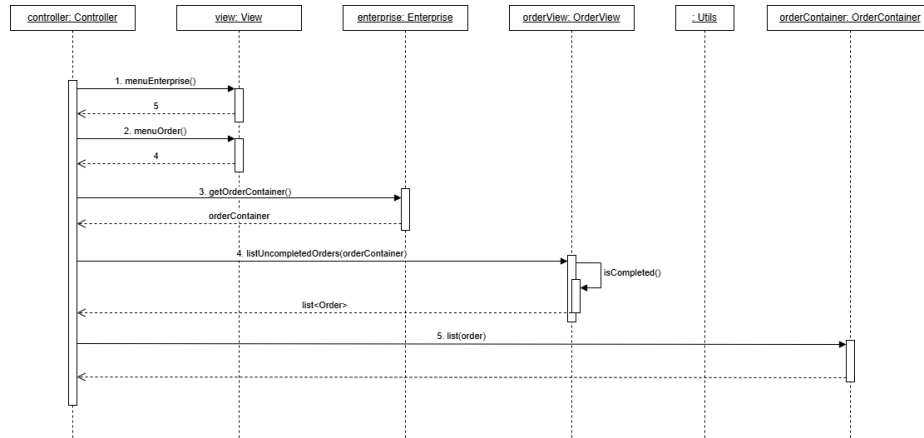 controller: Controller
view: View
enterprise: Enterprise
orderView: OrderView
: Utils
orderContainer: OrderContainer
1. menuEnterprise()
5
2. menuOrder()
4
3. getOrderContainer()
orderContainer
4. listUncompletedOrders(orderContainer)
isCompleted()
list<Order>
5. list(order)